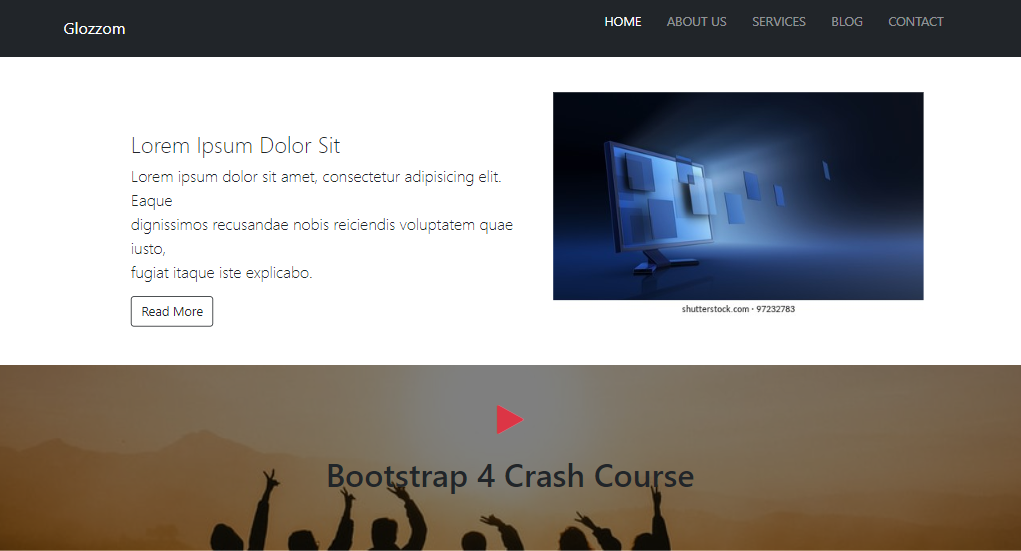 Glozzom
HOME ABOUT US SERVICES BLOG CONTACT
Lorem Ipsum Dolor Sit
Lorem ipsum dolor sit amet, consectetur adipisicing elit.
Eaque
dignissimos recusandae nobis reiciendis voluptatem quae
iusto,
fugiat itaque iste explicabo.
Read More
shutterstock.com · 97232783
Bootstrap 4 Crash Course